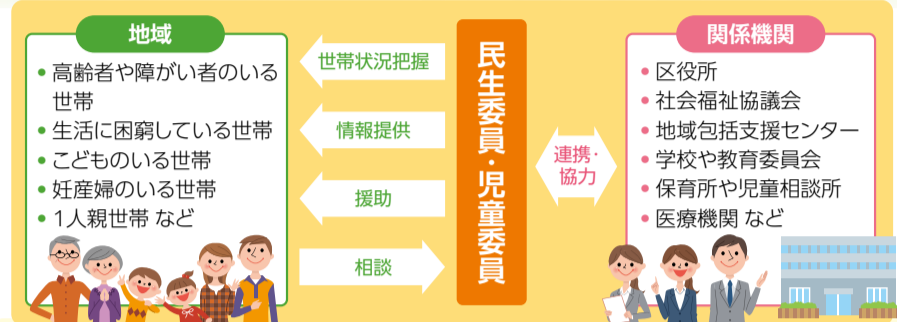 地域
• 高齢者や障がい者のいる
世帯
• 生活に困窮している世帯
• こどものいる世帯
• 妊産婦のいる世帯
• 1人親世帯 など
世帯状況把握
情報提供
援助
相談
民生委員・児童委員
連携・
協力
関係機関
• 区役所
• 社会福祉協議会
• 地域包括支援センター
• 学校や教育委員会
• 保育所や児童相談所
• 医療機関 など